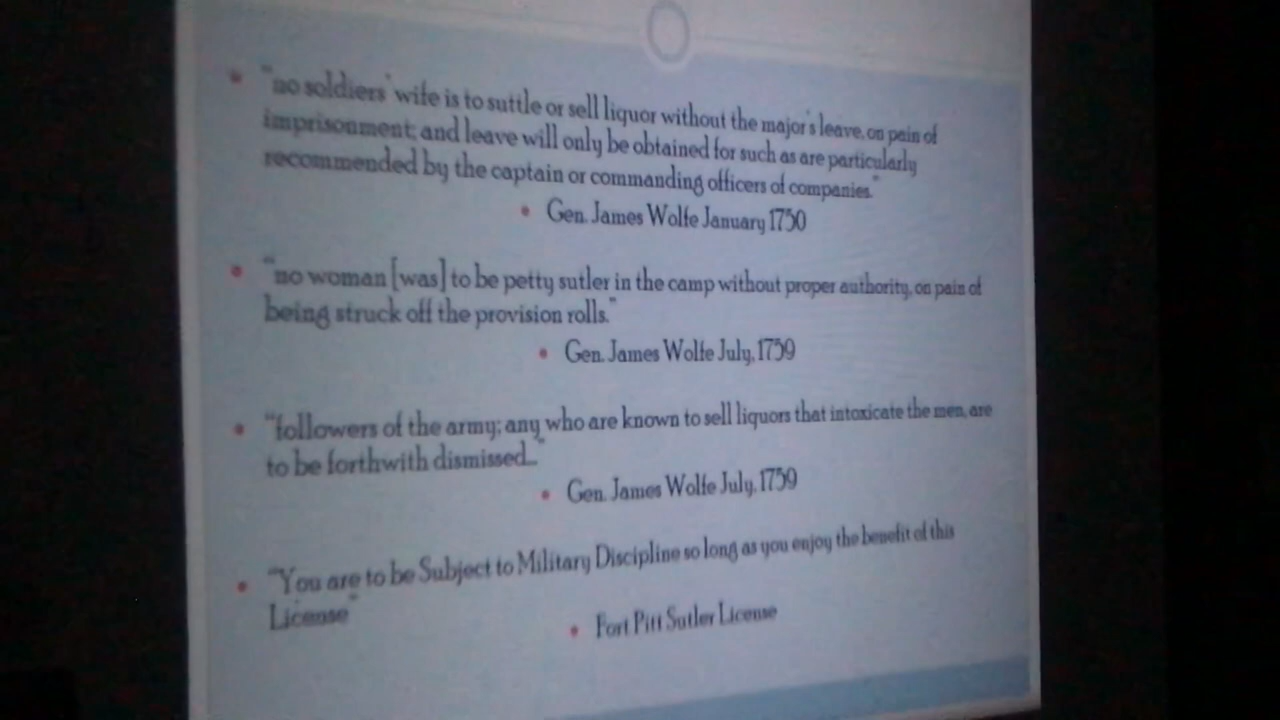 "no soldiers' wife is to suttle or sell liquor without the major's leave, on pain of
imprisonment; and leave will only be obtained for such as are particularly
recommended by the captain or commanding officers of companies."
• Gen. James Wolfe January 1750
"no woman [was] to be petty sutler in the camp without proper authority, on pain of
being struck off the provision rolls."
• Gen. James Wolfe July, 1759
"followers of the army; any who are known to sell liquors that intoxicate the men, are
to be forthwith dismissed..."
• Gen. James Wolfe July, 1759
"You are to be Subject to Military Discipline so long as you enjoy the benefit of this
License"
• Fort Pitt Sutler License